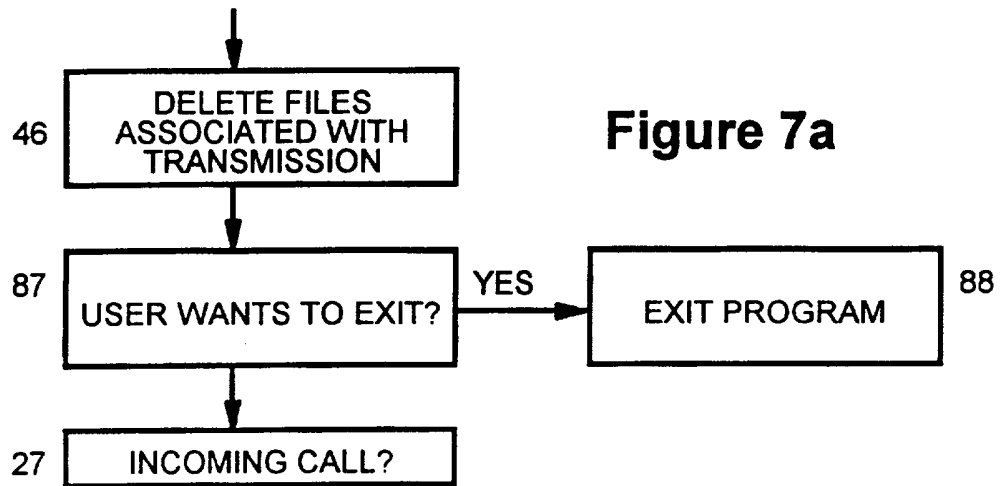 46
DELETE FILES
ASSOCIATED WITH
TRANSMISSION
Figure 7a
87
USER WANTS TO EXIT?
YES
EXIT PROGRAM
88
27
INCOMING CALL?